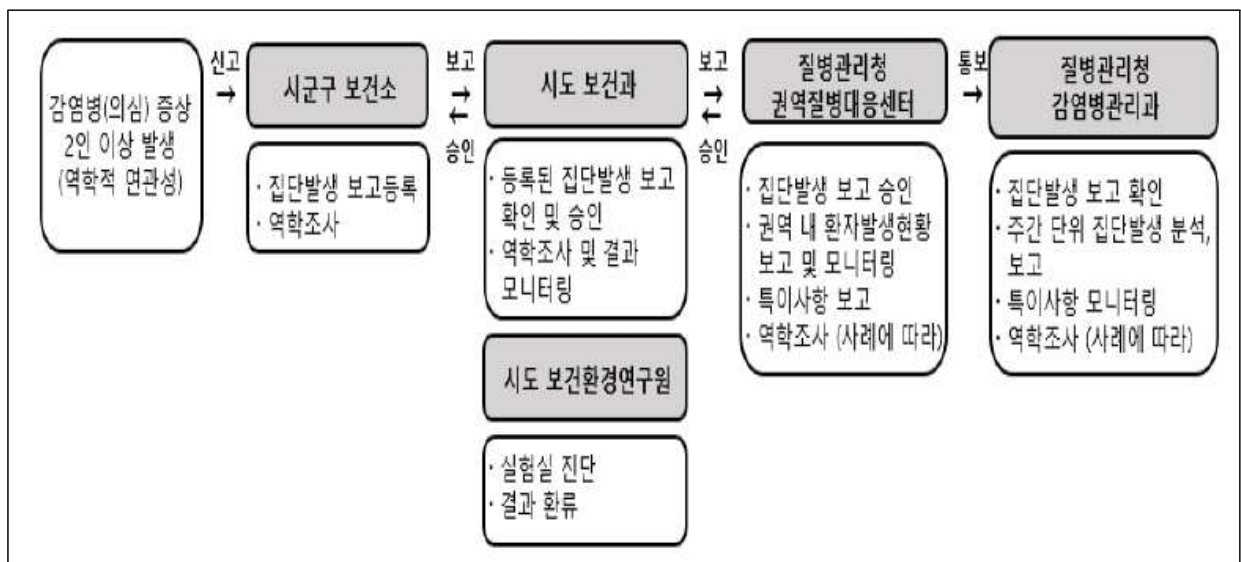 감염병(의심) 증상
2인 이상 발생
(역학적 연관성)
신고
→
시군구 보건소
· 집단발생 보고등록
· 역학조사
보고
→
←
승인
시도 보건과
· 등록된 집단발생 보고
확인 및 승인
· 역학조사 및 결과
모니터링
시도 보건환경연구원
· 실험실 진단
· 결과 환류
보고
→
←
승인
질병관리청
권역질병대응센터
· 집단발생 보고 승인
· 권역 내 환자발생현황
보고 및 모니터링
· 특이사항 보고
· 역학조사 (사례에 따라)
통보
→
질병관리청
감염병관리과
· 집단발생 보고 확인
· 주간 단위 집단발생 분석,
보고
· 특이사항 모니터링
· 역학조사 (사례에 따라)